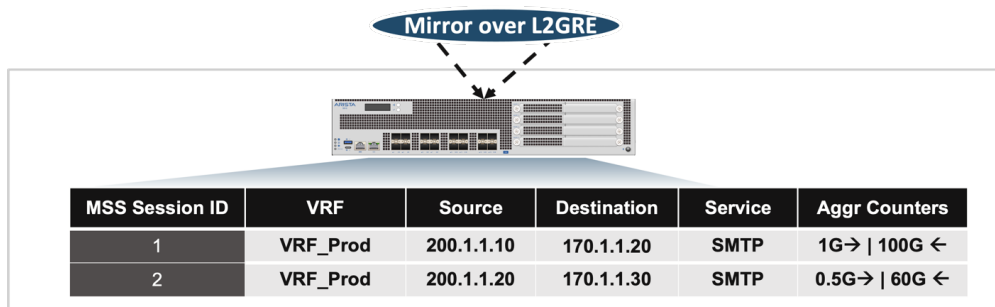 Mirror over L2GRE
ARISTA
MSS Session ID VRF Source Destination Service Aggr Counters
1 VRF_Prod 200.1.1.10 170.1.1.20 SMTP 1G→ | 100G ←
2 VRF_Prod 200.1.1.20 170.1.1.30 SMTP 0.5G→ | 60G ←